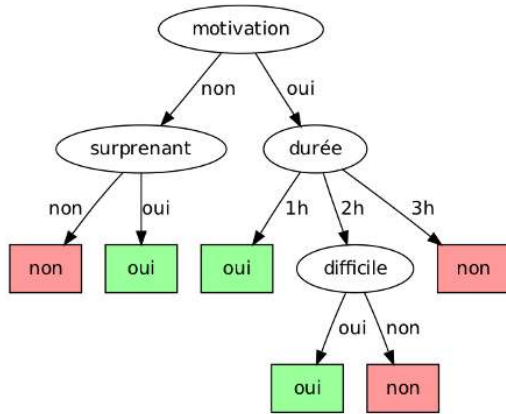 motivation
non oui
surprenant durée
non oui 1h 2h 3h
non oui oui difficile non
oui non
oui non